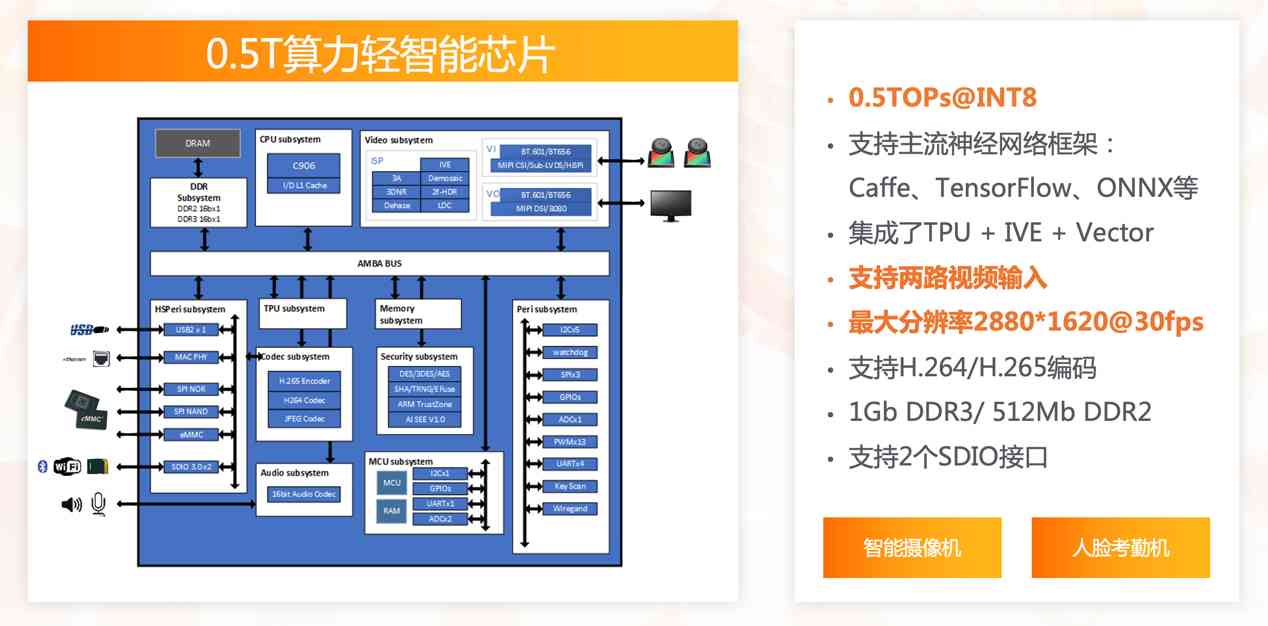 0.5T算力轻智能芯片
DRAM
DDR
Subsystem
DDR2 16bx1
DDR3 16bx1
CPU subsystem
C906
I/D L1 Cache
Video subsystem
ISP
IVE
3A
Demosaic
3DNR
2f-HDR
Dehaze
LDC
VI
BT.601/BT656
MIPI CSI/Sub-LVDS/HiSPi
VO
BT.601/BT656
MIPI DSI/8080
AMBA BUS
HSPeri subsystem
USB2 x 1
MAC PHY
SPI NOR
SPI NAND
eMMC
SDIO 3.0 x2
USB
eMMC
WiFi
TPU subsystem
Codec subsystem
H.265 Encoder
H264 Codec
JPEG Codec
Audio subsystem
16bit Audio Codec
Memory
subsystem
Security subsystem
DES/3DES/AES
SHA/TRNG/EFuse
ARM TrustZone
AI SEE V1.0
MCU subsystem
MCU
RAM
I2Cx1
GPIOs
UARTx1
ADCx2
Peri subsystem
I2Cx5
watchdog
SPIx3
GPIOs
ADCx1
PWMx13
UARTx4
Key Scan
Wiregand
• 0.5TOPs@INT8
• 支持主流神经网络框架：
Caffe、TensorFlow、ONNX等
• 集成了TPU + IVE + Vector
• 支持两路视频输入
• 最大分辨率2880*1620@30fps
• 支持H.264/H.265编码
• 1Gb DDR3/ 512Mb DDR2
• 支持2个SDIO接口
智能摄像机
人脸考勤机